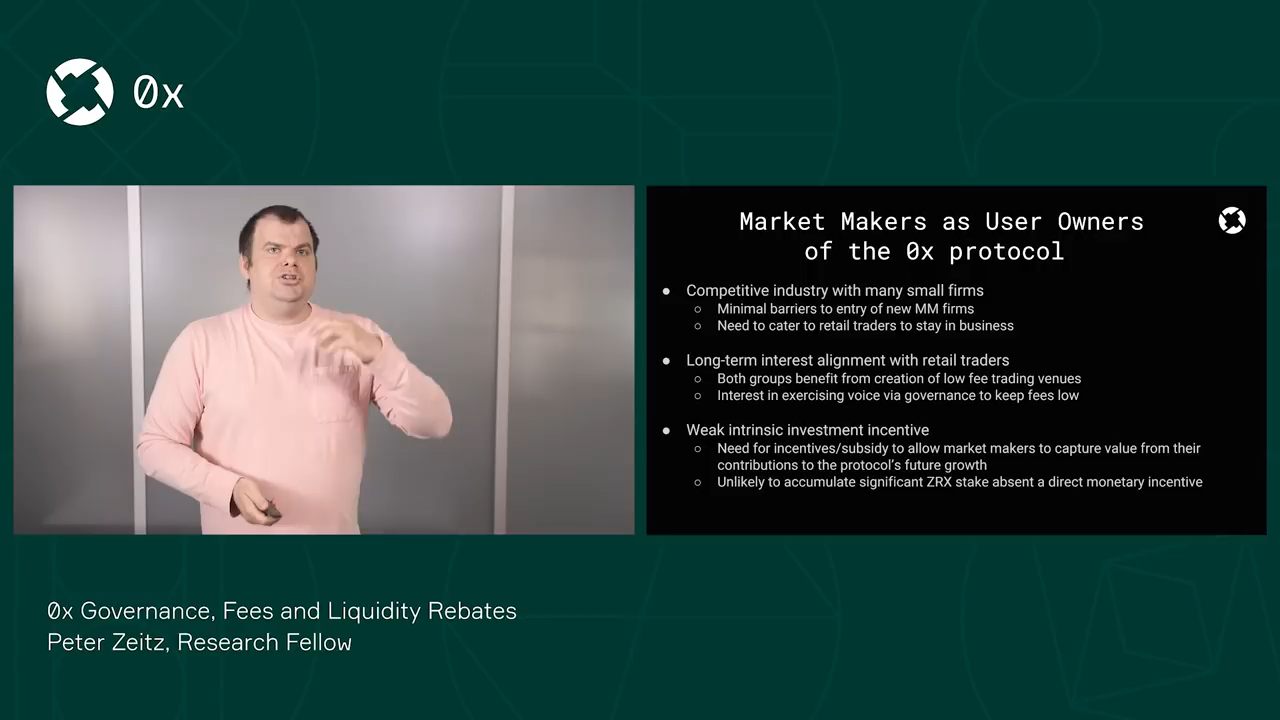 0x
Market Makers as User Owners
of the 0x protocol
● Competitive industry with many small firms
○ Minimal barriers to entry of new MM firms
○ Need to cater to retail traders to stay in business
● Long-term interest alignment with retail traders
○ Both groups benefit from creation of low fee trading venues
○ Interest in exercising voice via governance to keep fees low
● Weak intrinsic investment incentive
○ Need for incentives/subsidy to allow market makers to capture value from their
contributions to the protocol's future growth
○ Unlikely to accumulate significant ZRX stake absent a direct monetary incentive
0x Governance, Fees and Liquidity Rebates
Peter Zeitz, Research Fellow